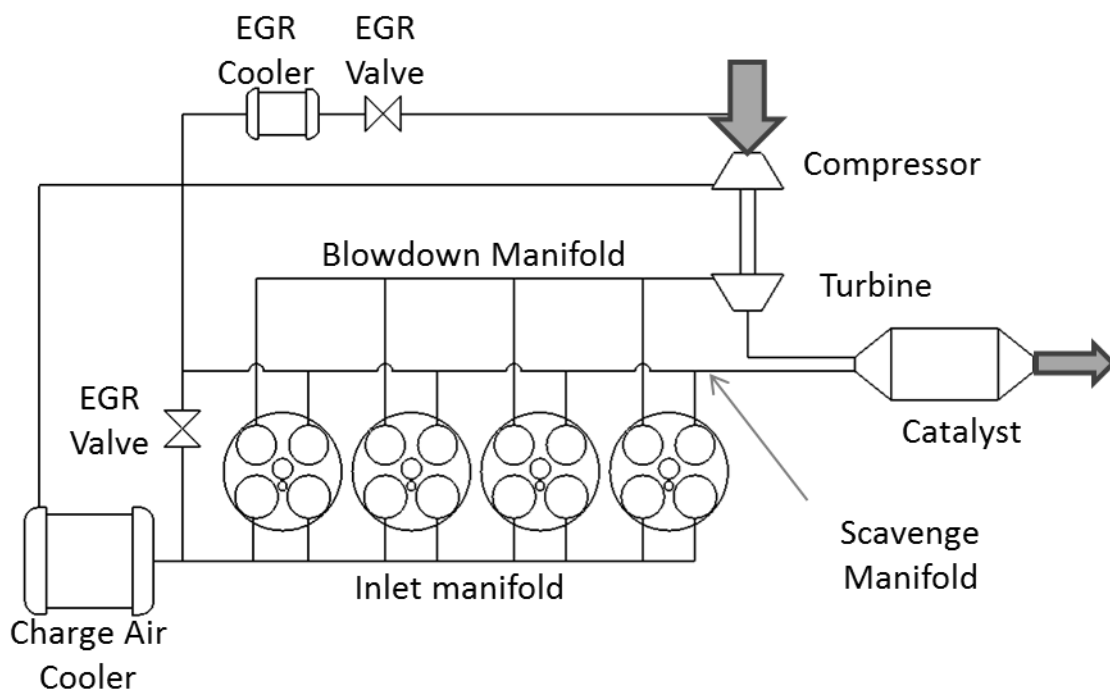 EGR
Cooler
EGR
Valve
Compressor
Blowdown Manifold
Turbine
EGR
Valve
Catalyst
Scavenge
Manifold
Inlet manifold
Charge Air
Cooler